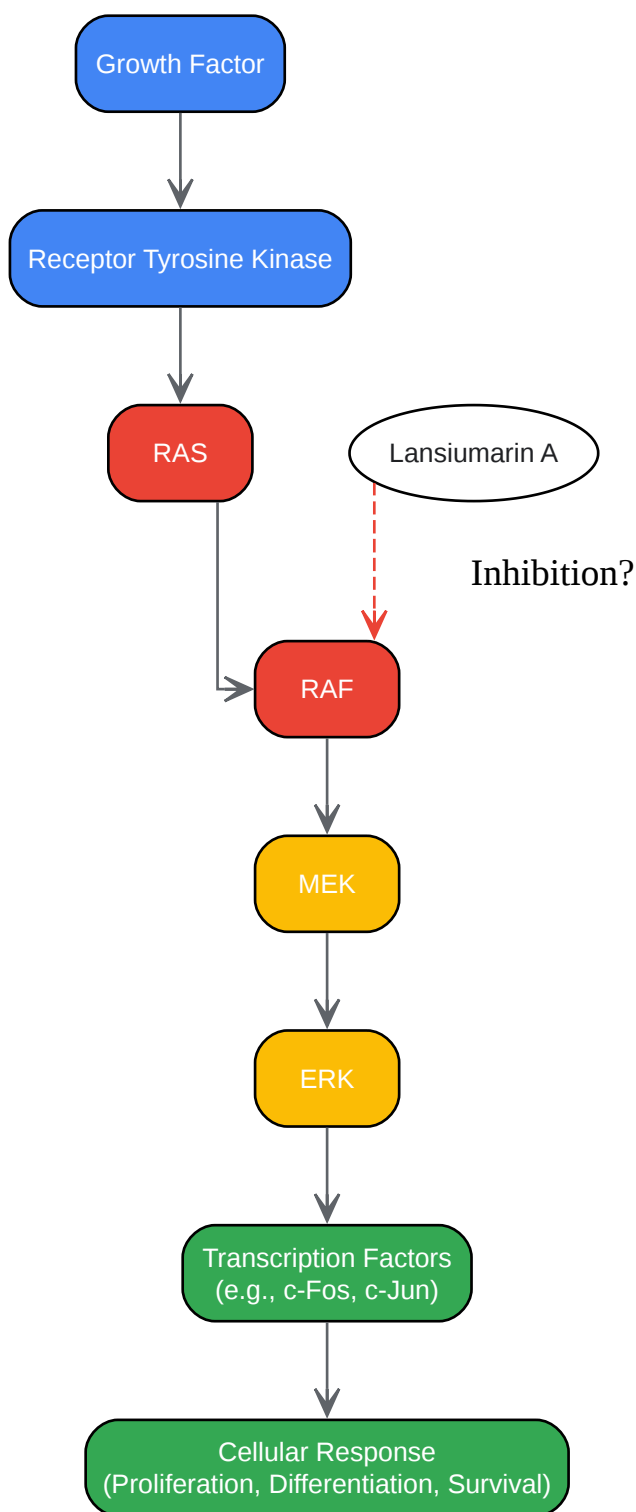 Growth Factor
Receptor Tyrosine Kinase
RAS
Lansiumarin A
Inhibition?
RAF
MEK
ERK
Transcription Factors
(e.g., c-Fos, c-Jun)
Cellular Response
(Proliferation, Differentiation, Survival)